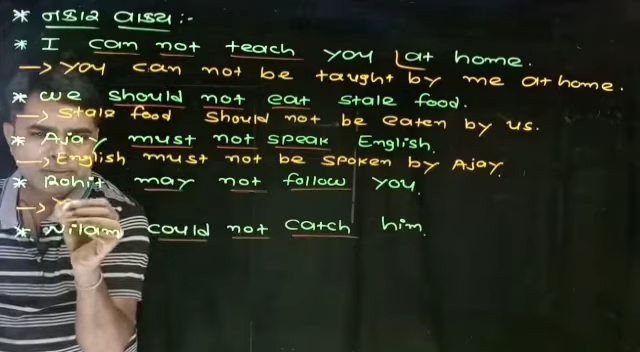 * નકાર વાક્ય :-
* I can not teach you at home.
→ you can not be taught by me at home.
* we should not eat stale food.
→ Stale food should not be eaten by us.
* Ajay must not speak English.
→ English must not be spoken by Ajay.
* Rohit may not follow you.
→ Y
* Nilam could not catch him.